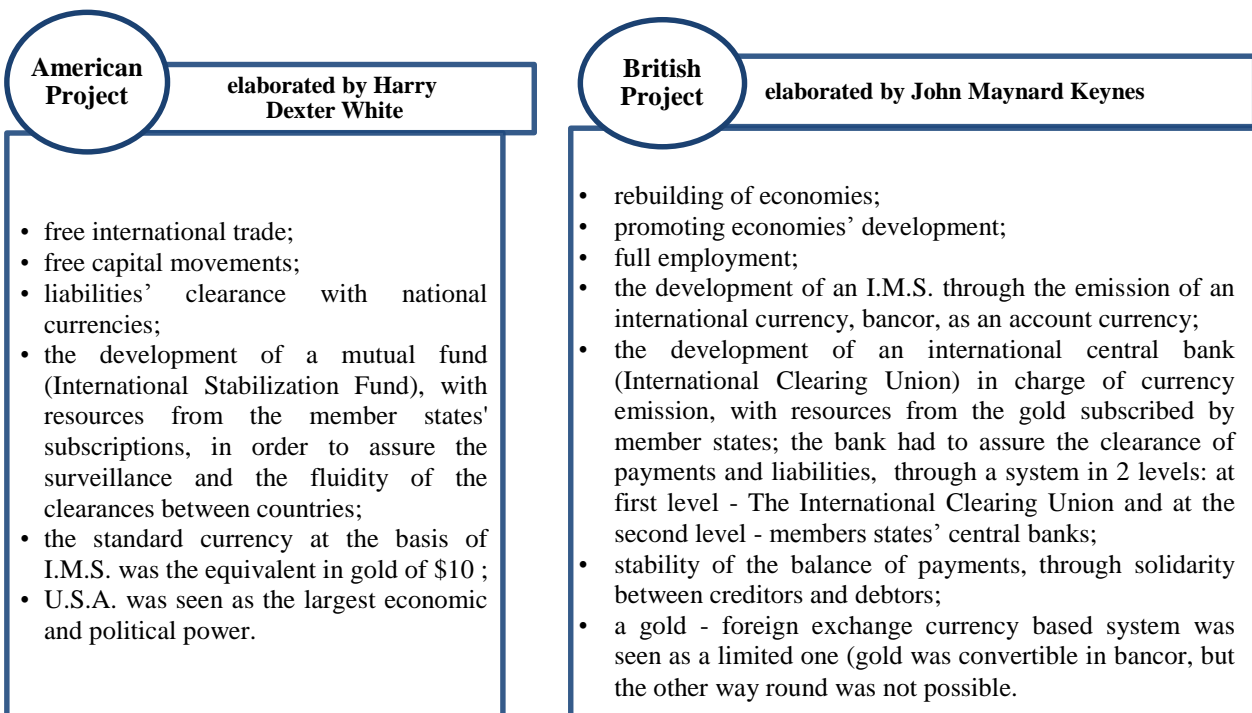 American
Project
elaborated by Harry
Dexter White
• free international trade;
• free capital movements;
• liabilities' clearance with national
currencies;
• the development of a mutual fund
(International Stabilization Fund), with
resources from the member states'
subscriptions, in order to assure the
surveillance and the fluidity of the
clearances between countries;
• the standard currency at the basis of
I.M.S. was the equivalent in gold of $10 ;
• U.S.A. was seen as the largest economic
and political power.
British
Project
elaborated by John Maynard Keynes
• rebuilding of economies;
• promoting economies' development;
• full employment;
• the development of an I.M.S. through the emission of an
international currency, bancor, as an account currency;
• the development of an international central bank
(International Clearing Union) in charge of currency
emission, with resources from the gold subscribed by
member states; the bank had to assure the clearance of
payments and liabilities, through a system in 2 levels: at
first level - The International Clearing Union and at the
second level - members states' central banks;
• stability of the balance of payments, through solidarity
between creditors and debtors;
• a gold - foreign exchange currency based system was
seen as a limited one (gold was convertible in bancor, but
the other way round was not possible.